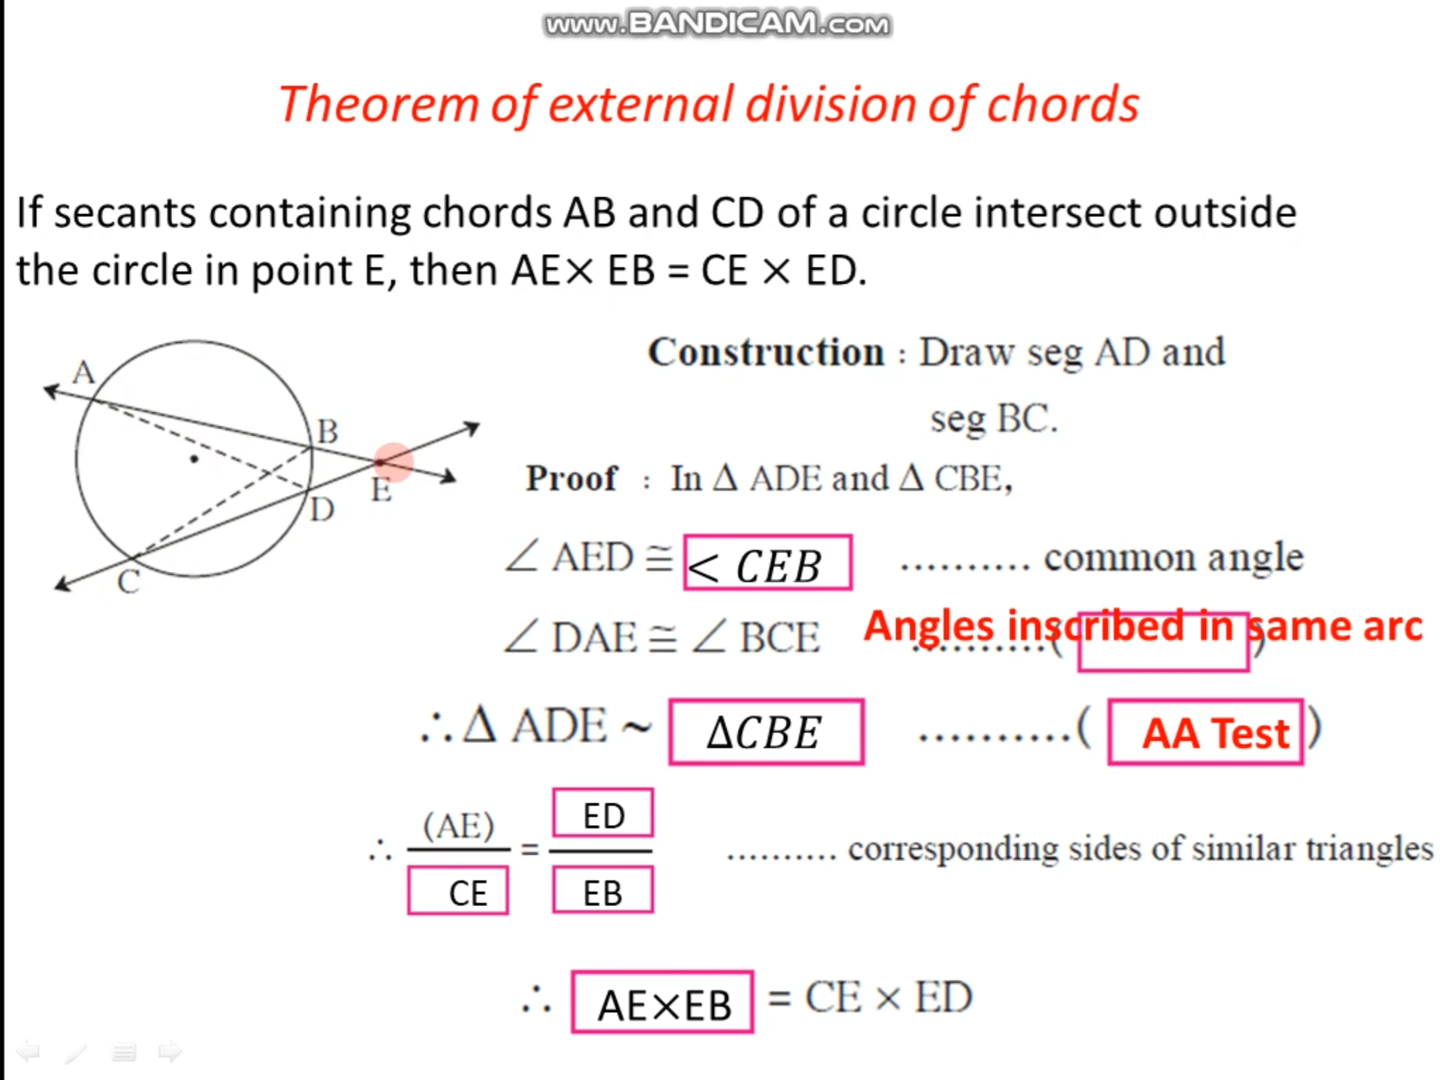 www.BANDICAM.com
Theorem of external division of chords
If secants containing chords AB and CD of a circle intersect outside
the circle in point E, then AE× EB = CE × ED.
A
B
E
D
C
Construction : Draw seg AD and
seg BC.
Proof : In Δ ADE and Δ CBE,
∠ AED ≅ < CEB .......... common angle
∠ DAE ≅ ∠ BCE ..........( ) Angles inscribed in same arc
∴ Δ ADE ~ ΔCBE ..........( AA Test )
∴ (AE) / CE = ED / EB .......... corresponding sides of similar triangles
∴ AE×EB = CE × ED